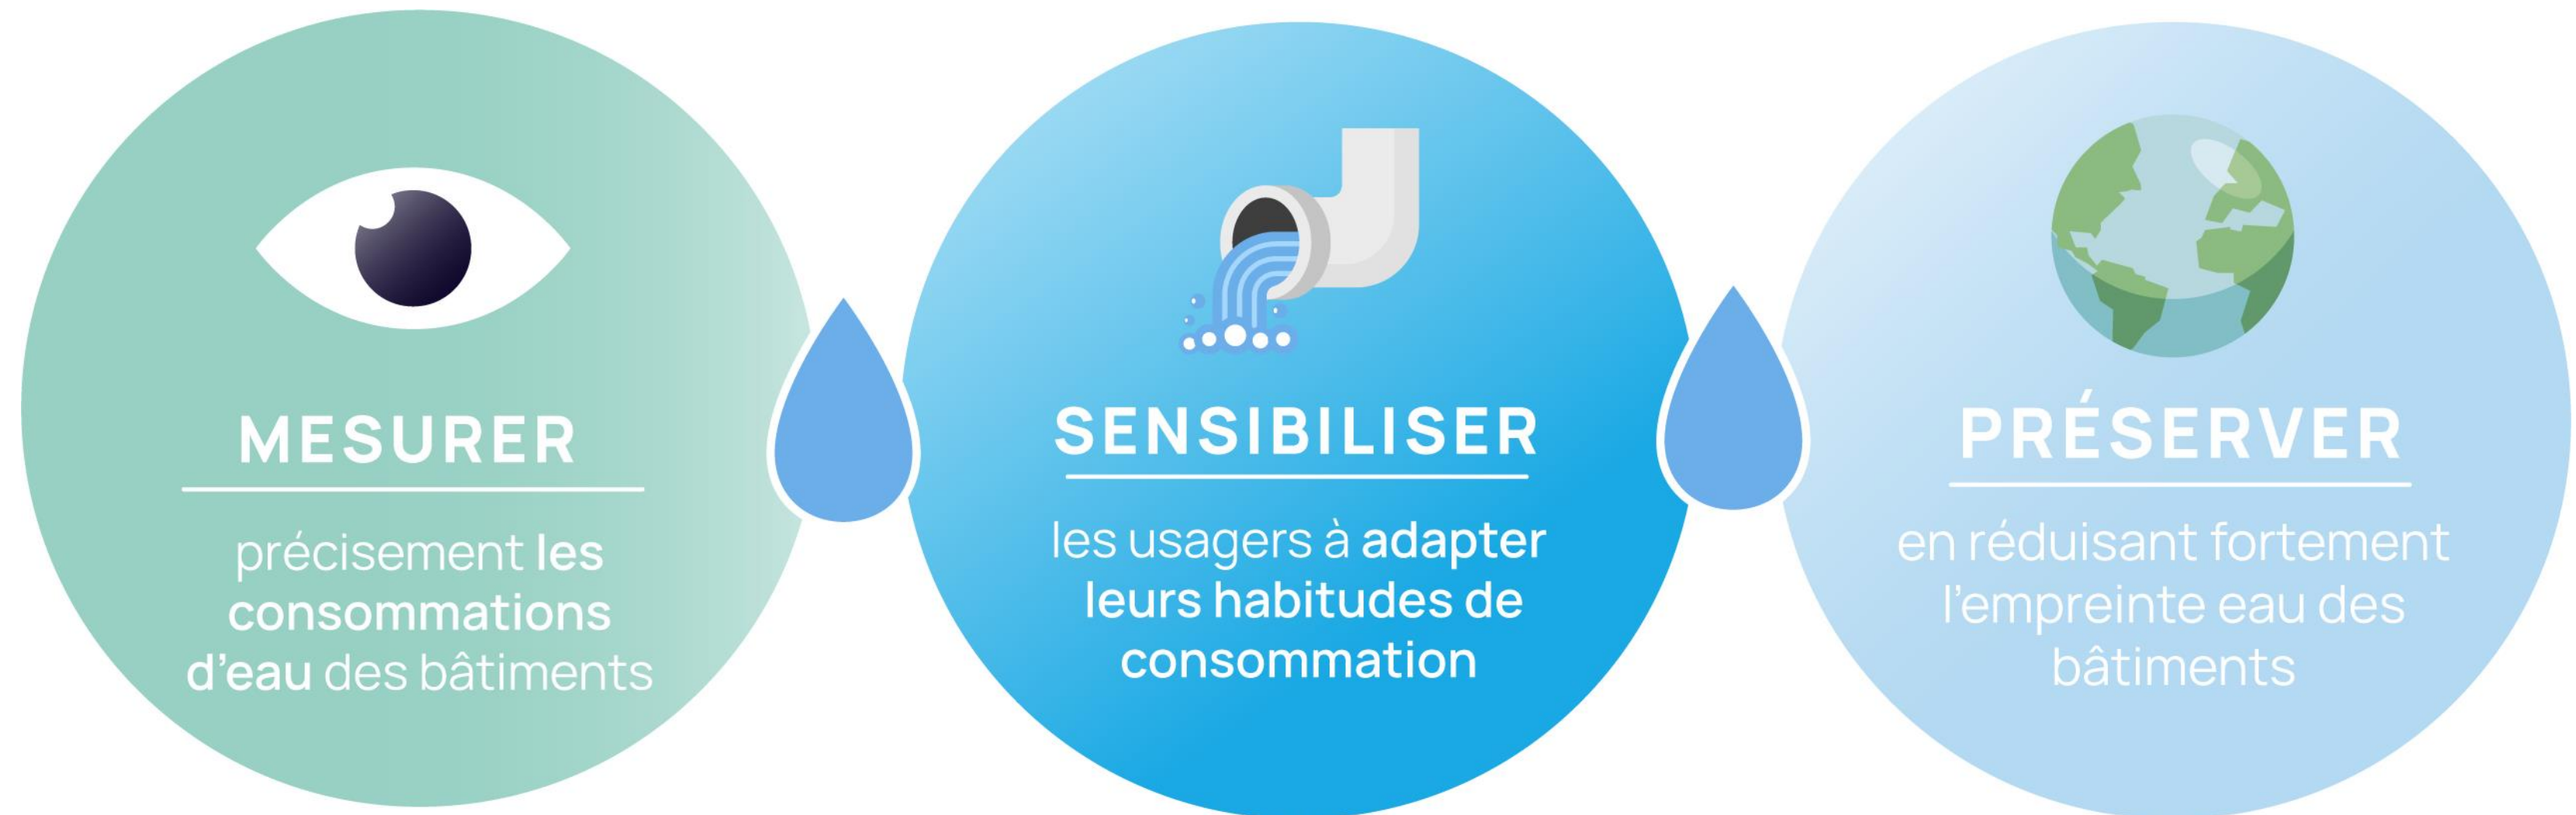 MESURER
précisement les
consommations
d'eau des bâtiments
SENSIBILISER
les usagers à adapter
leurs habitudes de
consommation
PRÉSERVER
en réduisant fortement
l'empreinte eau des
bâtiments